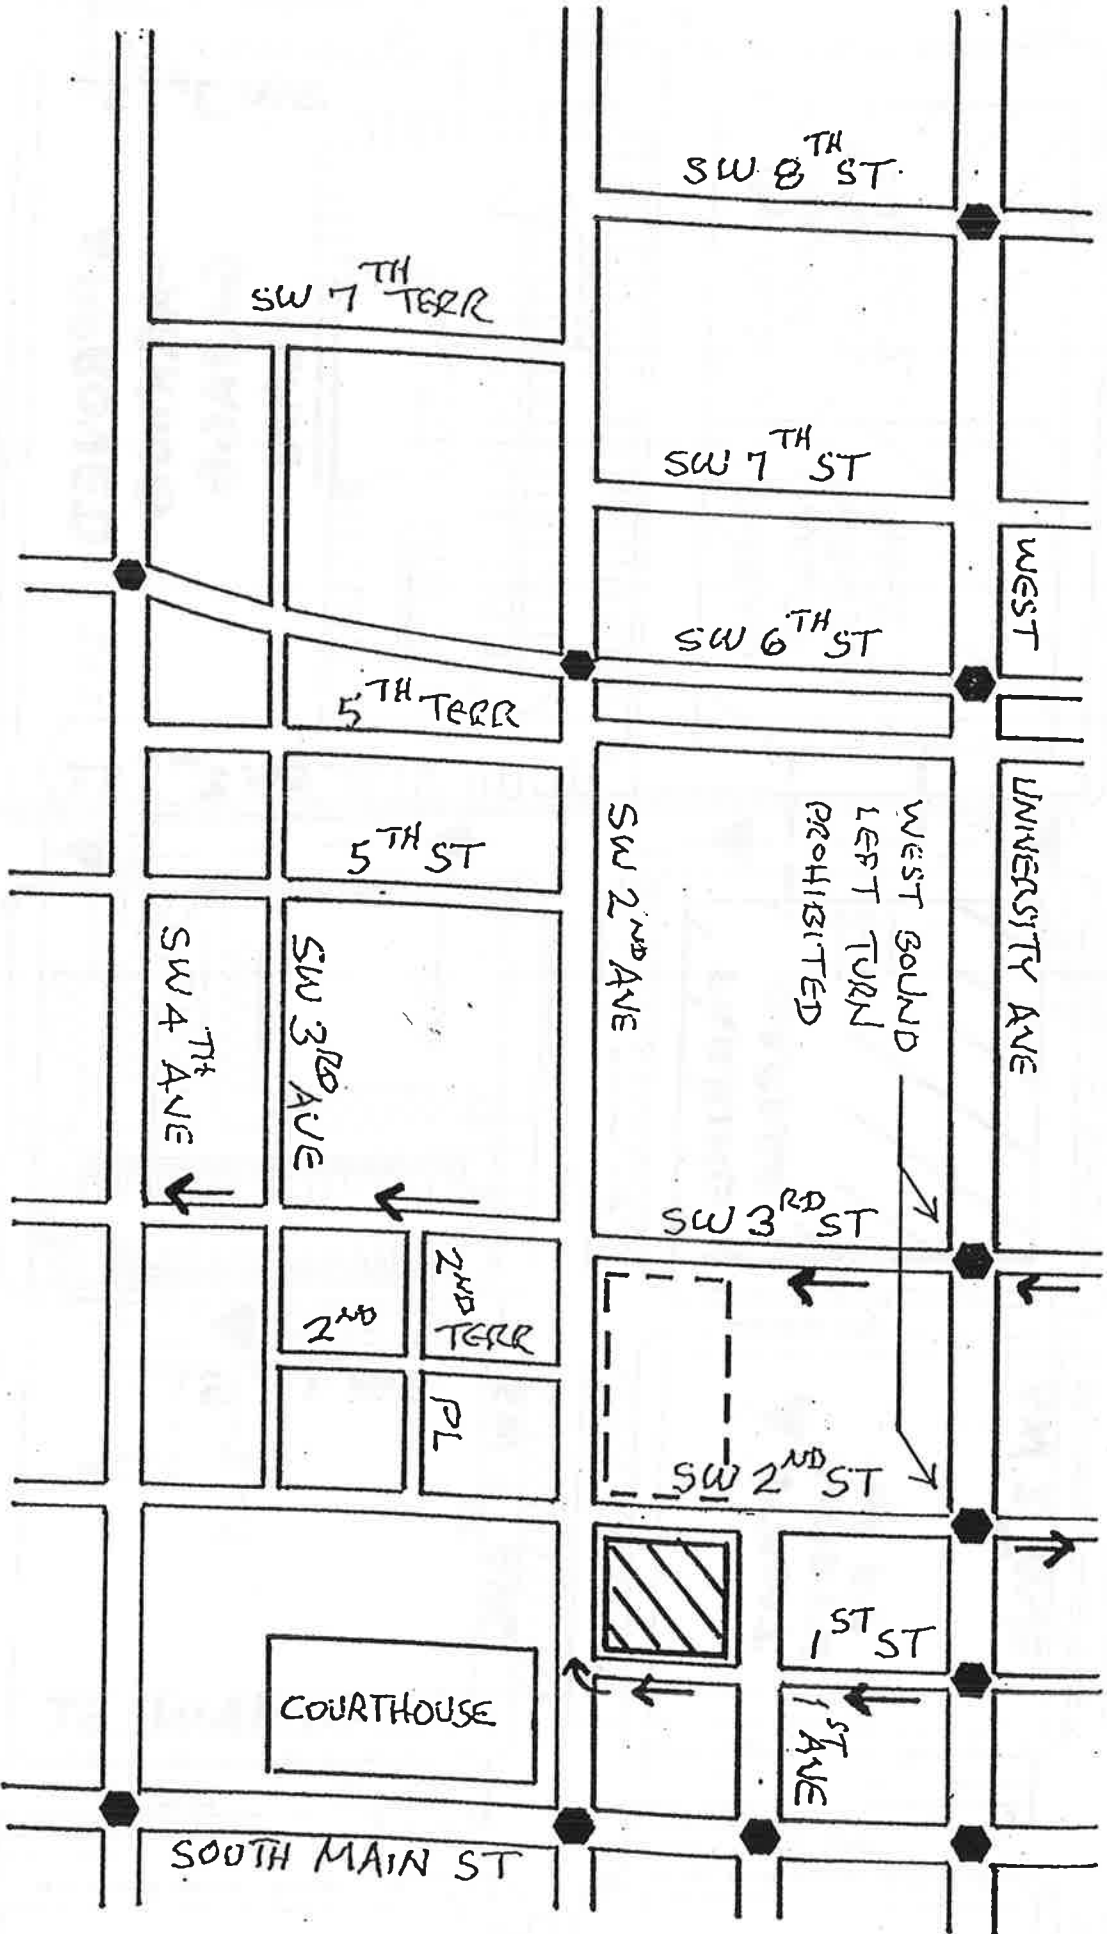 SW 8TH ST.
SW 7TH TERR
SW 7TH ST
WEST
SW 6TH ST
5TH TERR
UNIVERSITY AVE
WEST BOUND
LEFT TURN
PROHIBITED
SW 2ND AVE
5TH ST
SW 4TH AVE
SW 3RD AVE
SW 3RD ST
2ND
TERR
2ND
PL
SW 2ND ST
1ST ST
1ST
AVE
COURTHOUSE
SOUTH MAIN ST